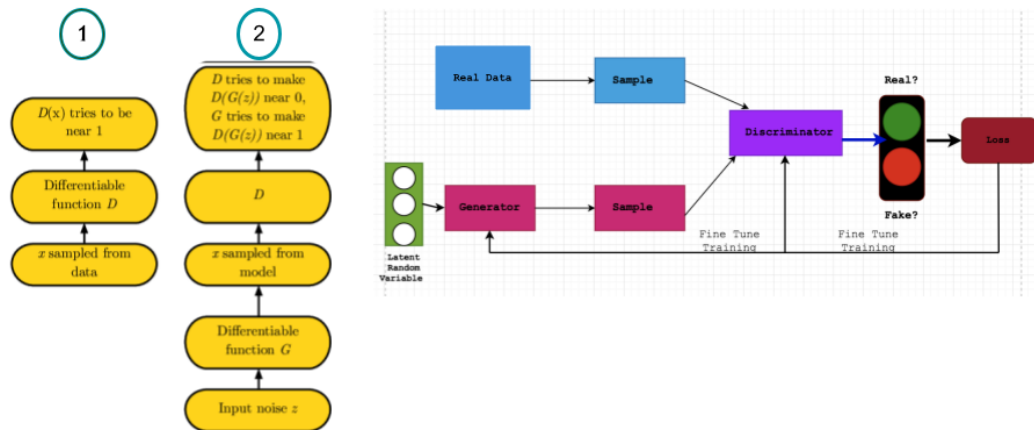 1
D(x) tries to be
near 1
Differentiable
function D
x sampled from
data
2
D tries to make
D(G(z)) near 0,
G tries to make
D(G(z)) near 1
D
x sampled from
model
Differentiable
function G
Input noise z
Real Data
Sample
Real?
Discriminator
Loss
Generator
Sample
Fake?
Fine Tune
Training
Fine Tune
Training
Latent
Random
Variable